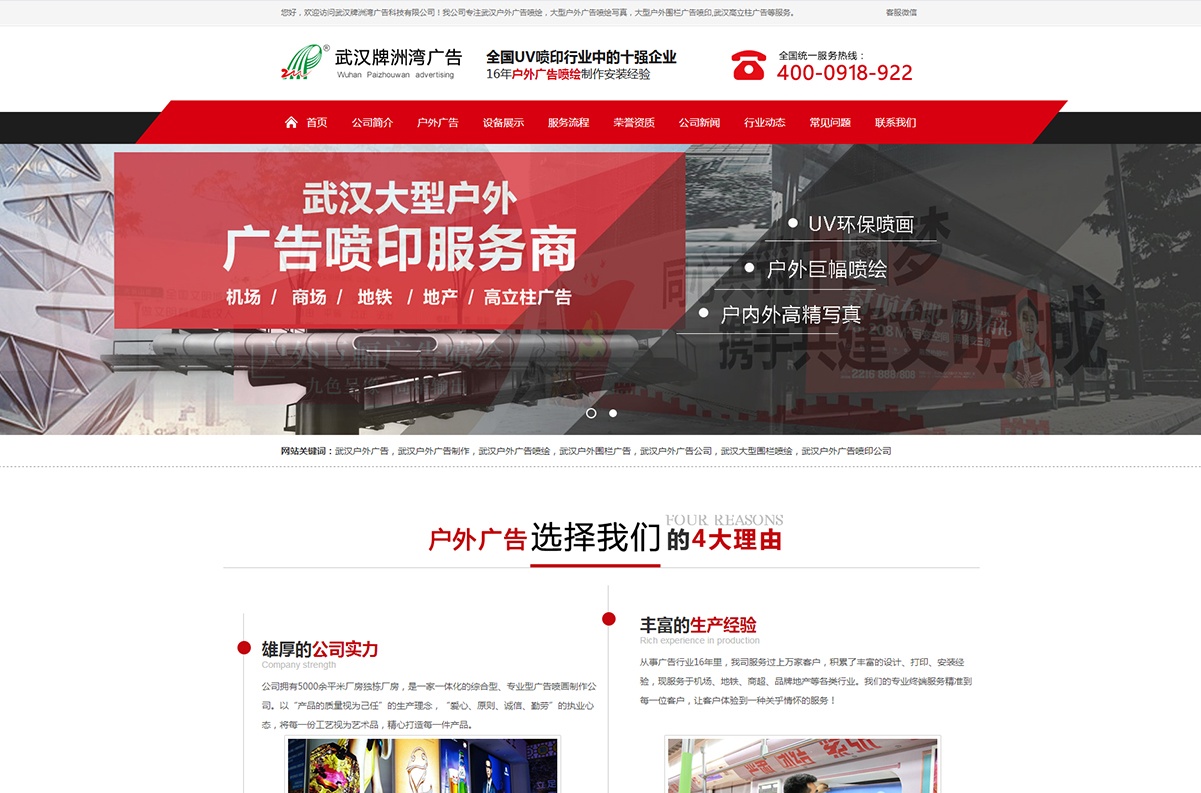 您好，欢迎访问武汉牌洲湾广告科技有限公司！我公司专注武汉户外广告喷绘，大型户外广告喷绘写真，大型户外围栏广告喷印,武汉高立柱广告等服务。
客服微信
武汉牌洲湾广告
Wuhan Paizhouwan advertising
全国UV喷印行业中的十强企业
16年户外广告喷绘制作安装经验
全国统一服务热线：
400-0918-922
首页 公司简介 户外广告 设备展示 服务流程 荣誉资质 公司新闻 行业动态 常见问题 联系我们
武汉大型户外
广告喷印服务商
机场 / 商场 / 地铁 / 地产 / 高立柱广告
UV环保喷画
户外巨幅喷绘
户内外高精写真
携手共建文明城
网站关键词：武汉户外广告，武汉户外广告制作，武汉户外广告喷绘，武汉户外围栏广告，武汉户外广告公司，武汉大型围栏喷绘，武汉户外广告喷印公司
FOUR REASONS
户外广告选择我们的4大理由
雄厚的公司实力
Company strength
公司拥有5000余平米厂房独栋厂房，是一家一体化的综合型、专业型广告喷画制作公
司。以“产品的质量视为己任”的生产理念，“爱心、原则、诚信、勤劳”的执业心
态，将每一份工艺视为艺术品，精心打造每一件产品。
丰富的生产经验
Rich experience in production
从事广告行业16年里，我司服务过上万家客户，积累了丰富的设计、打印、安装经
验，现服务于机场、地铁、商超、品牌地产等各类行业。我们的专业终端服务精准到
每一位客户，让客户体验到一种关乎情怀的服务！